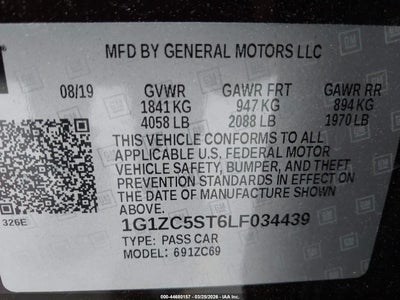 MFD BY GENERAL MOTORS LLC
08/19 GVWR GAWR FRT GAWR RR
1841 KG 947 KG 894 KG
4058 LB 2088 LB 1970 LB
THIS VEHICLE CONFORMS TO ALL
APPLICABLE U.S. FEDERAL MOTOR
VEHICLE SAFETY, BUMPER, AND THEFT
PREVENTION STANDARDS IN EFFECT ON
THE DATE OF MANUFACTURE SHOWN
ABOVE.
326E
1G1ZC5ST6LF034439
TYPE: PASS CAR
MODEL: 691ZC69
000-44680157 03/20/2026 Copyright IAA, Inc.